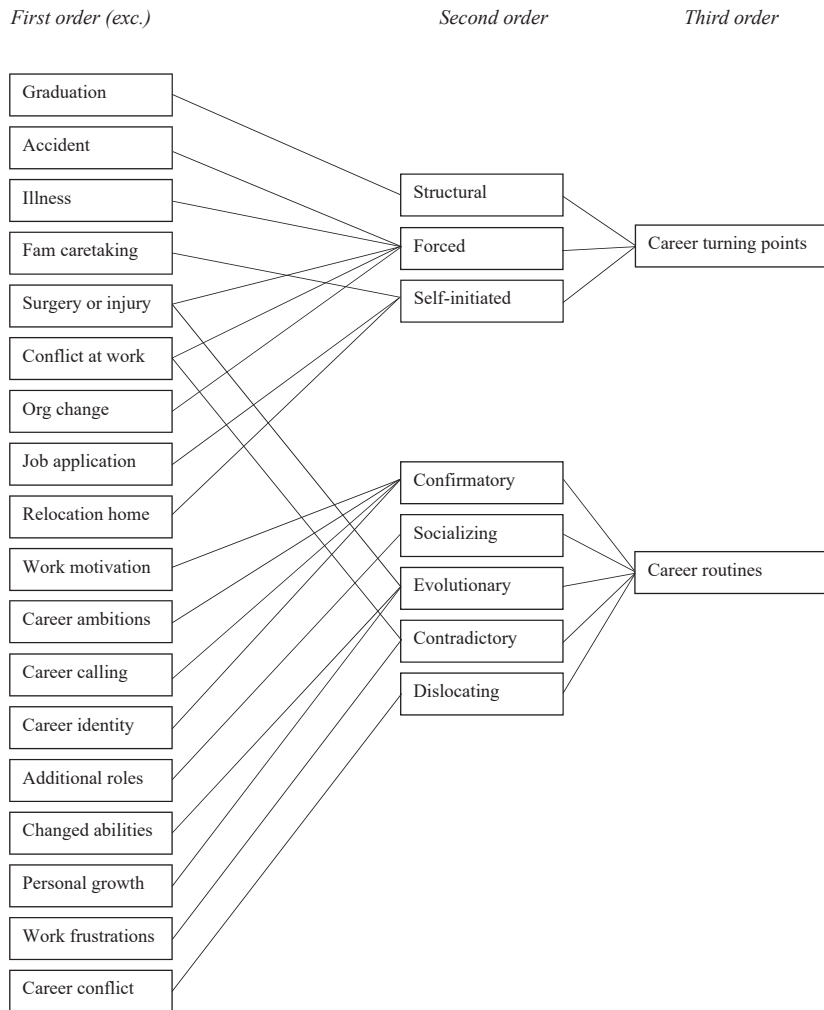 First order (exc.)
Second order
Third order
Graduation
Accident
Illness
Fam caretaking
Surgery or injury
Conflict at work
Org change
Job application
Relocation home
Work motivation
Career ambitions
Career calling
Career identity
Additional roles
Changed abilities
Personal growth
Work frustrations
Career conflict
Structural
Forced
Self-initiated
Confirmatory
Socializing
Evolutionary
Contradictory
Dislocating
Career turning points
Career routines